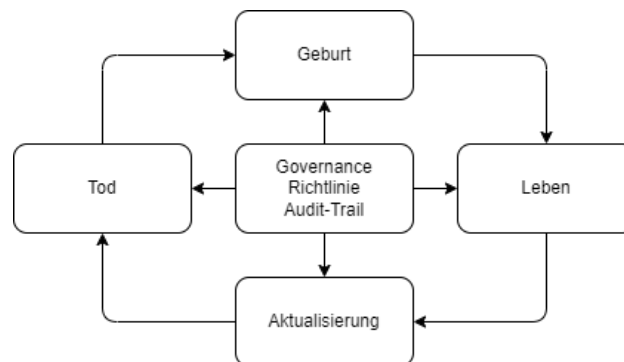 Geburt
Tod
Governance
Richtlinie
Audit-Trail
Leben
Aktualisierung